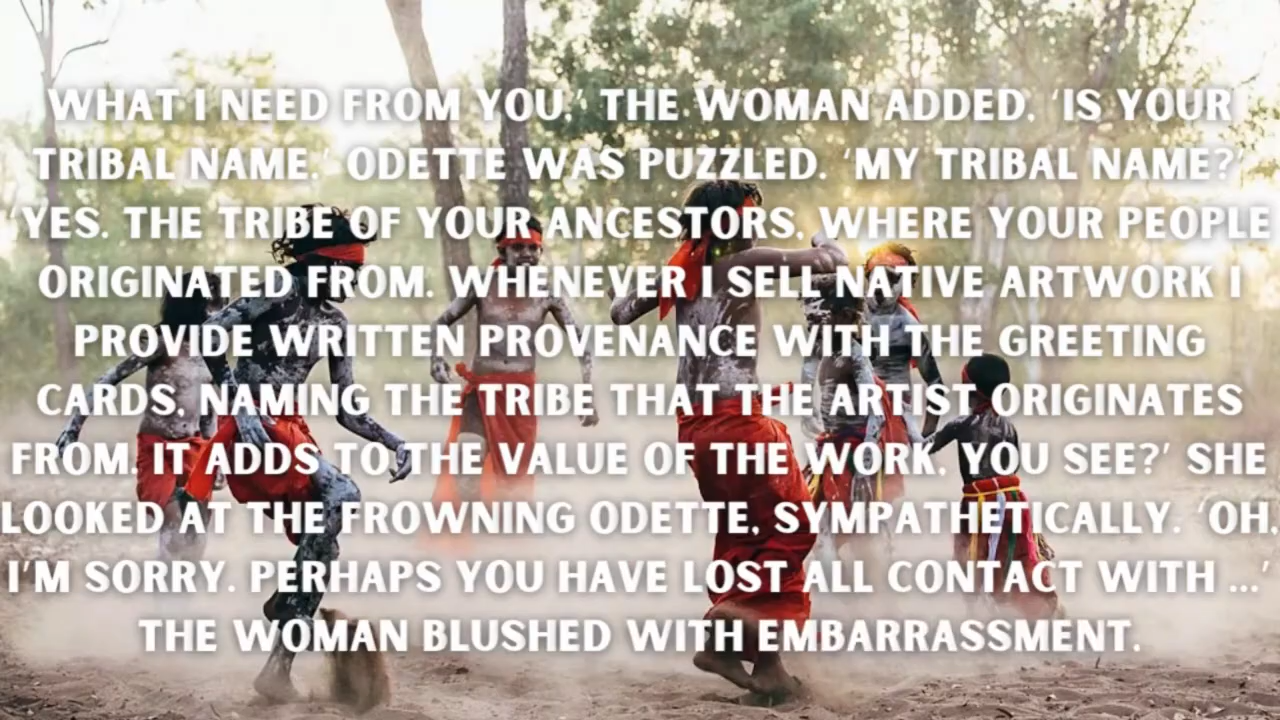 WHAT I NEED FROM YOU,’ THE WOMAN ADDED, ‘IS YOUR
TRIBAL NAME.’ ODETTE WAS PUZZLED. ‘MY TRIBAL NAME?’
‘YES. THE TRIBE OF YOUR ANCESTORS, WHERE YOUR PEOPLE
ORIGINATED FROM. WHENEVER I SELL NATIVE ARTWORK I
PROVIDE WRITTEN PROVENANCE WITH THE GREETING
CARDS, NAMING THE TRIBE THAT THE ARTIST ORIGINATES
FROM. IT ADDS TO THE VALUE OF THE WORK, YOU SEE?’ SHE
LOOKED AT THE FROWNING ODETTE, SYMPATHETICALLY. ‘OH,
I’M SORRY. PERHAPS YOU HAVE LOST ALL CONTACT WITH ...’
THE WOMAN BLUSHED WITH EMBARRASSMENT.